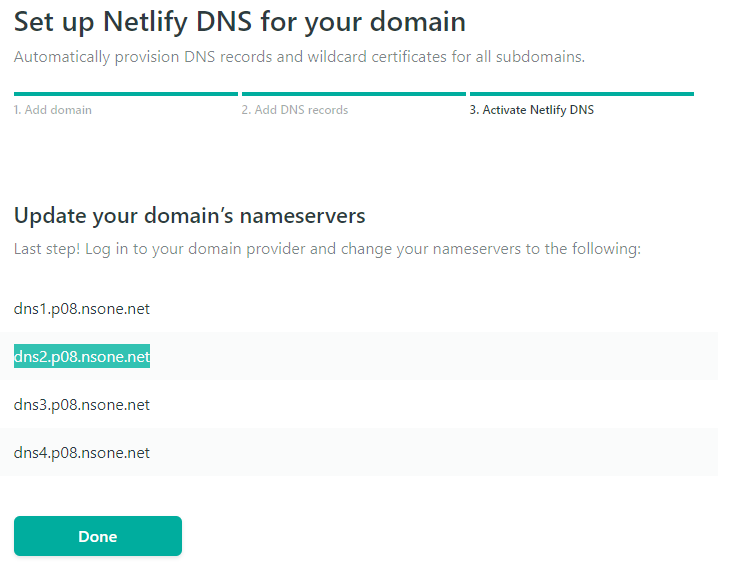 Set up Netlify DNS for your domain
Automatically provision DNS records and wildcard certificates for all subdomains.
1. Add domain
2. Add DNS records
3. Activate Netlify DNS
Update your domain’s nameservers
Last step! Log in to your domain provider and change your nameservers to the following:
dns1.p08.nsone.net
dns2.p08.nsone.net
dns3.p08.nsone.net
dns4.p08.nsone.net
Done